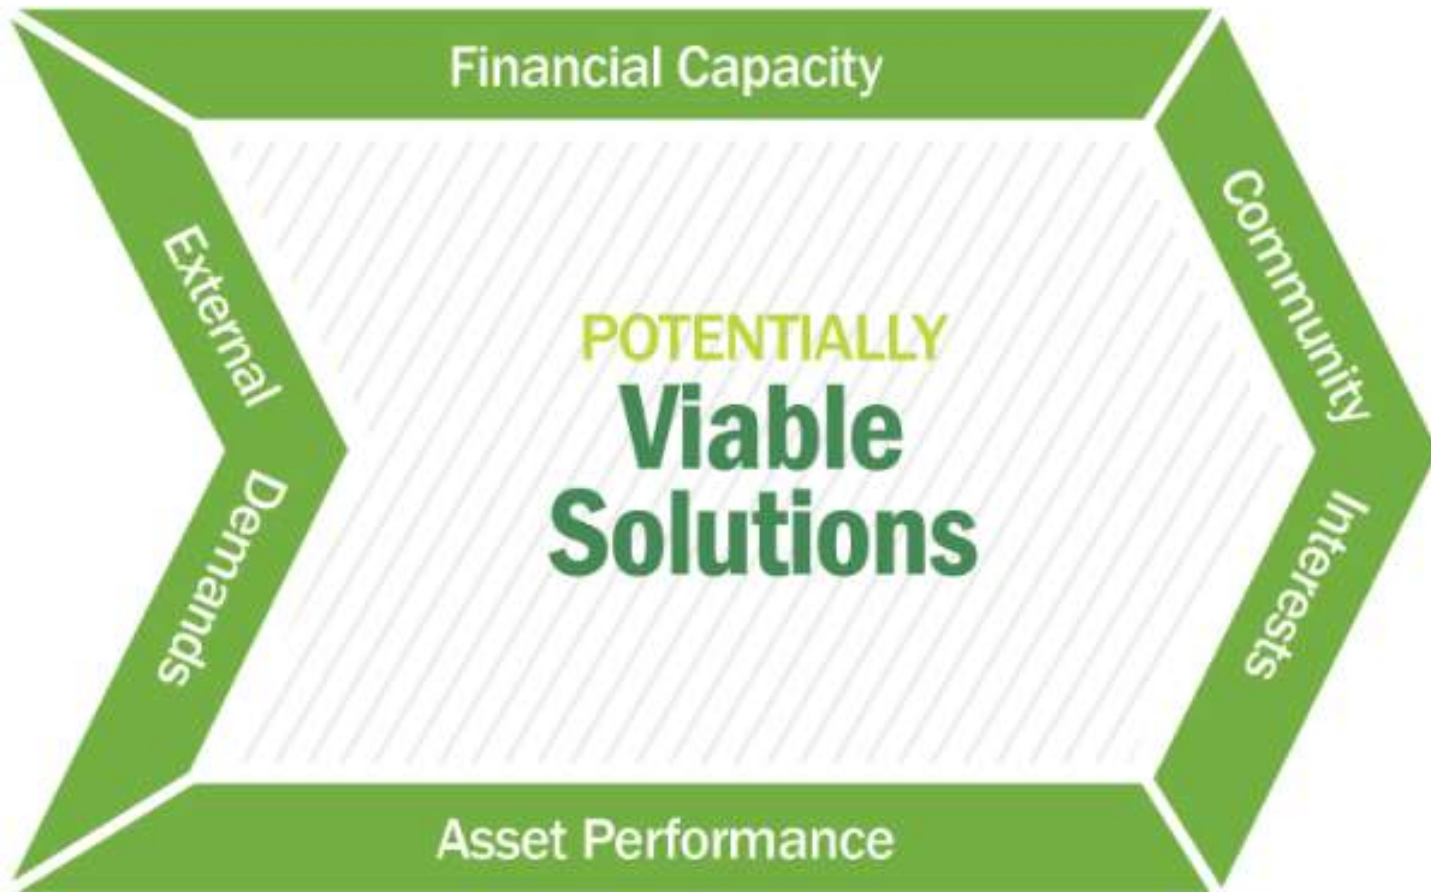 Financial Capacity
External
Demands
POTENTIALLY
Viable
Solutions
Community
Interests
Asset Performance